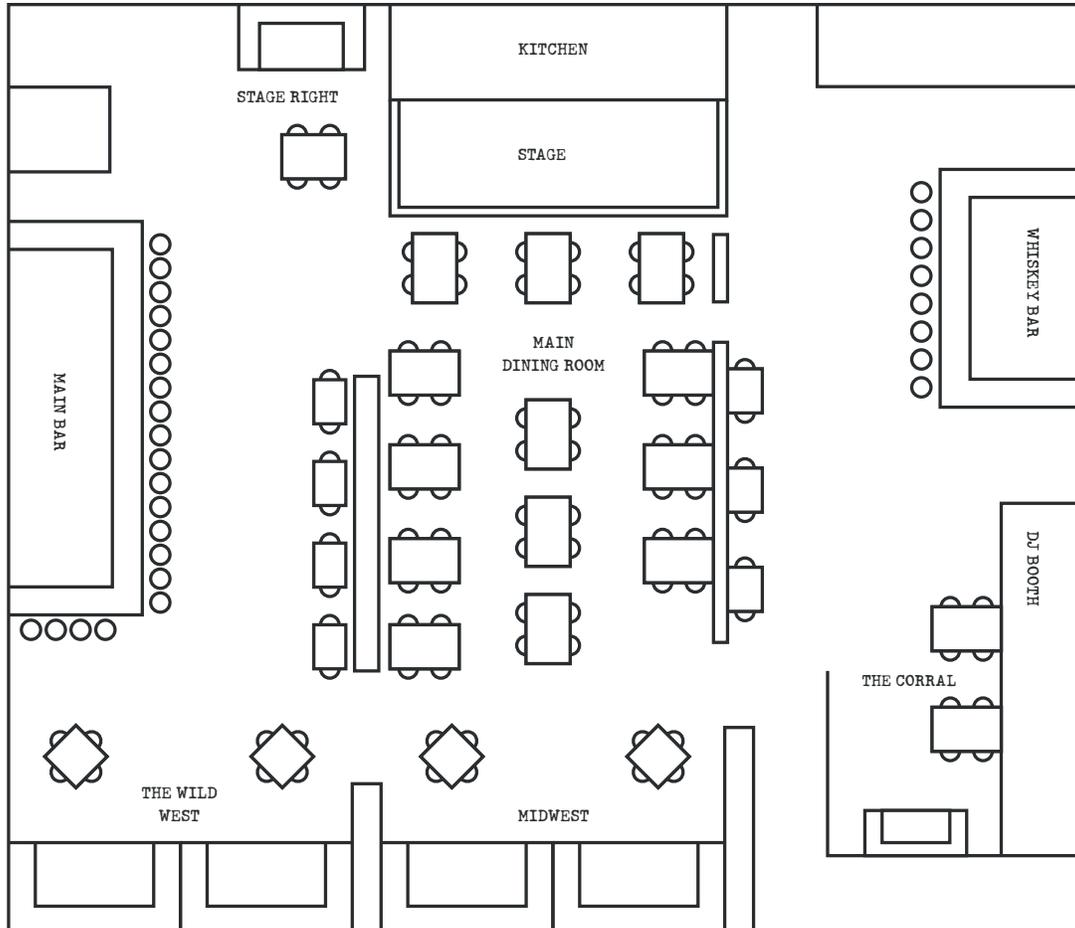 KITCHEN
STAGE RIGHT
STAGE
WHISKEY BAR
MAIN
DINING ROOM
MAIN BAR
DJ BOOTH
THE CORRAL
THE WILD
WEST
MIDWEST